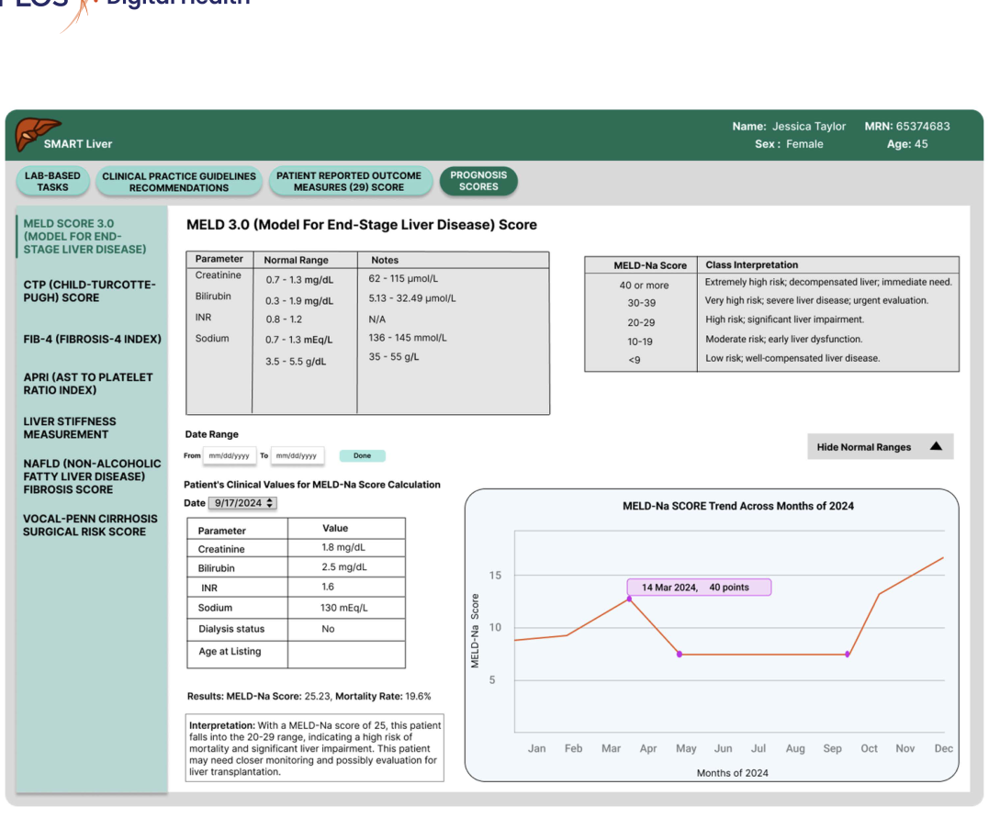 PLOS Digital Health
SMART Liver
Name: Jessica Taylor MRN: 65374683
Sex : Female Age: 45
LAB-BASED
TASKS
CLINICAL PRACTICE GUIDELINES
RECOMMENDATIONS
PATIENT REPORTED OUTCOME
MEASURES (29) SCORE
PROGNOSIS
SCORES
MELD SCORE 3.0
(MODEL FOR END-
STAGE LIVER DISEASE)
CTP (CHILD-TURCOTTE-
PUGH) SCORE
FIB-4 (FIBROSIS-4 INDEX)
APRI (AST TO PLATELET
RATIO INDEX)
LIVER STIFFNESS
MEASUREMENT
NAFLD (NON-ALCOHOLIC
FATTY LIVER DISEASE)
FIBROSIS SCORE
VOCAL-PENN CIRRHOSIS
SURGICAL RISK SCORE
MELD 3.0 (Model For End-Stage Liver Disease) Score
Parameter Normal Range Notes
Creatinine 0.7 - 1.3 mg/dL 62 - 115 µmol/L
Bilirubin 0.3 - 1.9 mg/dL 5.13 - 32.49 µmol/L
INR 0.8 - 1.2 N/A
Sodium 0.7 - 1.3 mEq/L 136 - 145 mmol/L
3.5 - 5.5 g/dL 35 - 55 g/L
MELD-Na Score Class Interpretation
40 or more Extremely high risk; decompensated liver; immediate need.
30-39 Very high risk; severe liver disease; urgent evaluation.
20-29 High risk; significant liver impairment.
10-19 Moderate risk; early liver dysfunction.
<9 Low risk; well-compensated liver disease.
Date Range
From mm/dd/yyyy To mm/dd/yyyy Done
Hide Normal Ranges
Patient's Clinical Values for MELD-Na Score Calculation
Date 9/17/2024
Parameter Value
Creatinine 1.8 mg/dL
Bilirubin 2.5 mg/dL
INR 1.6
Sodium 130 mEq/L
Dialysis status No
Age at Listing
Results: MELD-Na Score: 25.23, Mortality Rate: 19.6%
Interpretation: With a MELD-Na score of 25, this patient
falls into the 20-29 range, indicating a high risk of
mortality and significant liver impairment. This patient
may need closer monitoring and possibly evaluation for
liver transplantation.
MELD-Na SCORE Trend Across Months of 2024
14 Mar 2024, 40 points
MELD-Na Score
15
10
5
Jan Feb Mar Apr May Jun Jul Aug Sep Oct Nov Dec
Months of 2024